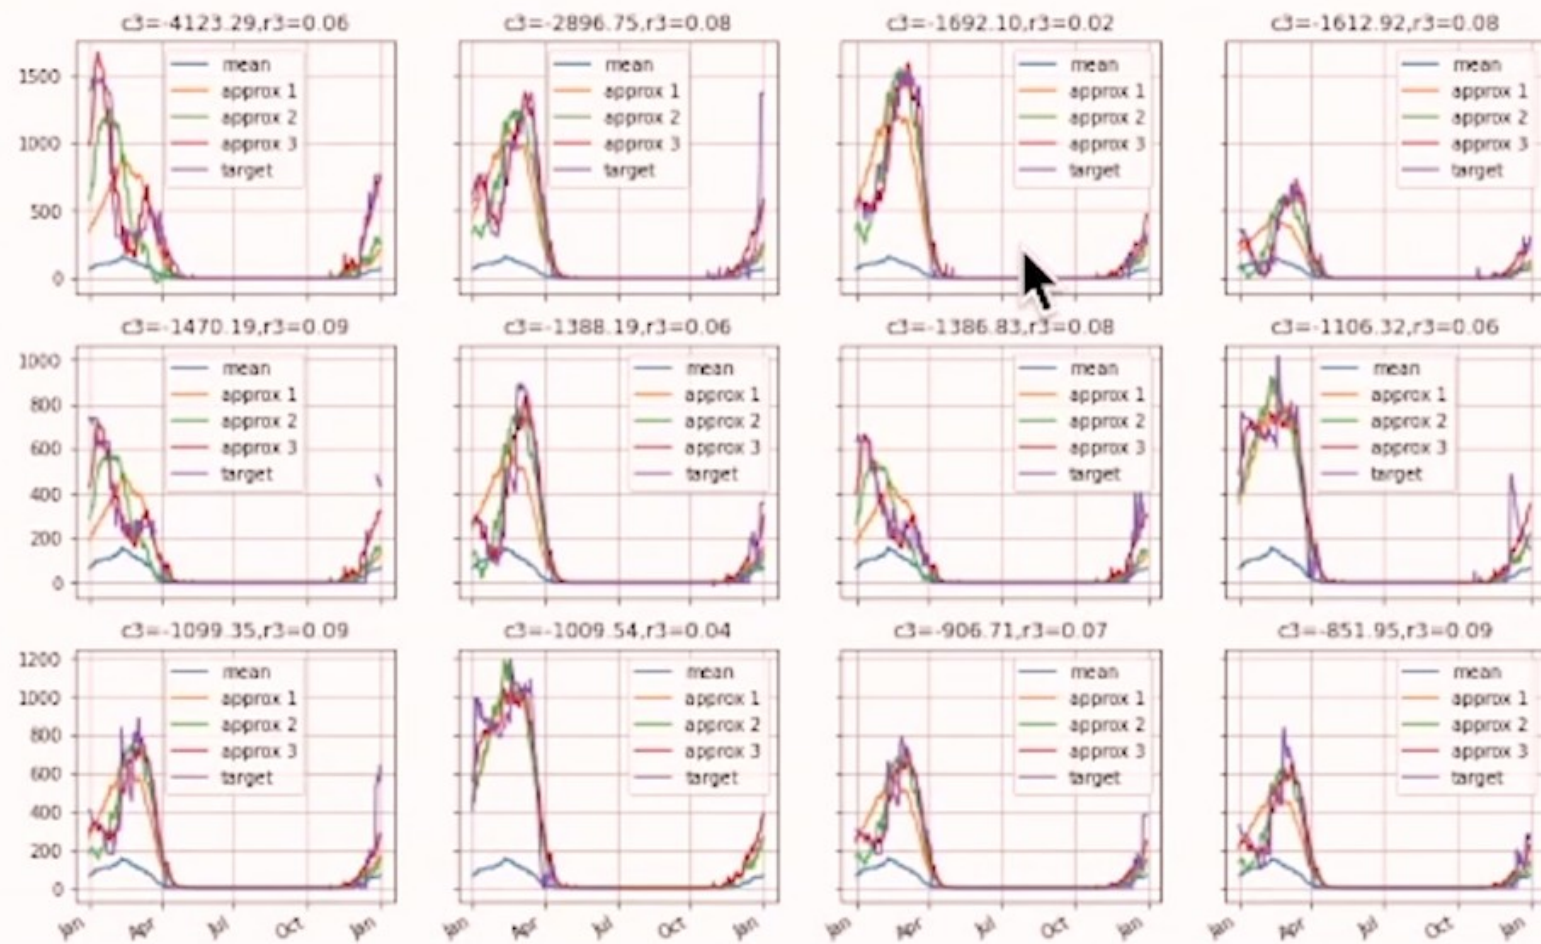 c3=-4123.29,r3=0.06
c3=-2896.75,r3=0.08
c3=-1692.10,r3=0.02
c3=-1612.92,r3=0.08
1500
1000
500
0
mean
approx 1
approx 2
approx 3
target
mean
approx 1
approx 2
approx 3
target
mean
approx 1
approx 2
approx 3
target
mean
approx 1
approx 2
approx 3
target
c3=-1470.19,r3=0.09
c3=-1388.19,r3=0.06
c3=-1386.83,r3=0.08
c3=-1106.32,r3=0.06
1000
800
600
400
200
0
mean
approx 1
approx 2
approx 3
target
mean
approx 1
approx 2
approx 3
target
mean
approx 1
approx 2
approx 3
target
mean
approx 1
approx 2
approx 3
target
c3=-1099.35,r3=0.09
c3=-1009.54,r3=0.04
c3=-906.71,r3=0.07
c3=-851.95,r3=0.09
1200
1000
800
600
400
200
0
mean
approx 1
approx 2
approx 3
target
mean
approx 1
approx 2
approx 3
target
mean
approx 1
approx 2
approx 3
target
mean
approx 1
approx 2
approx 3
target
Jan Apr Jul Oct Jan
Jan Apr Jul Oct Jan
Jan Apr Jul Oct Jan
Jan Apr Jul Oct Jan